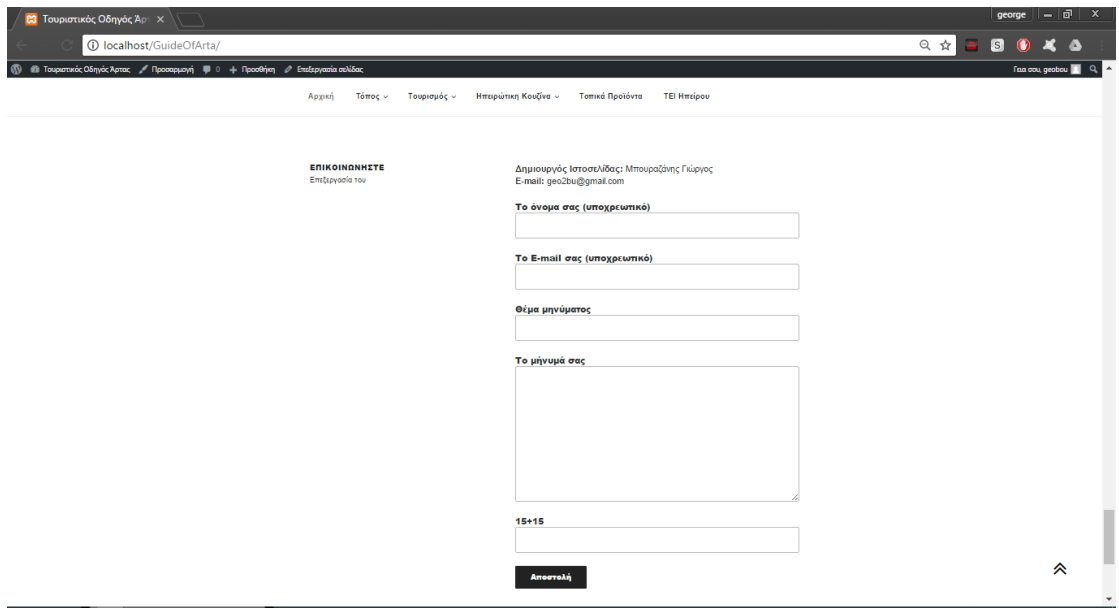 Τουριστικός Οδηγός Άρτ
george
localhost/GuideOfArta/
Τουριστικός Οδηγός Άρτας Προσαρμογή 0 Προσθήκη Επεξεργασία σελίδας Γεια σου, geobou
Αρχική Τόπος Τουρισμός Ηπειρώτικη Κουζίνα Τοπικά Προϊόντα ΤΕΙ Ηπείρου
ΕΠΙΚΟΙΝΩΝΗΣΤΕ
Επεξεργασία του
Δημιουργός Ιστοσελίδας: Μπουραζάνης Γιώργος
E-mail: geo2bu@gmail.com
Το όνομα σας (υποχρεωτικό)
Το E-mail σας (υποχρεωτικό)
Θέμα μηνύματος
Το μήνυμά σας
15+15
Αποστολή